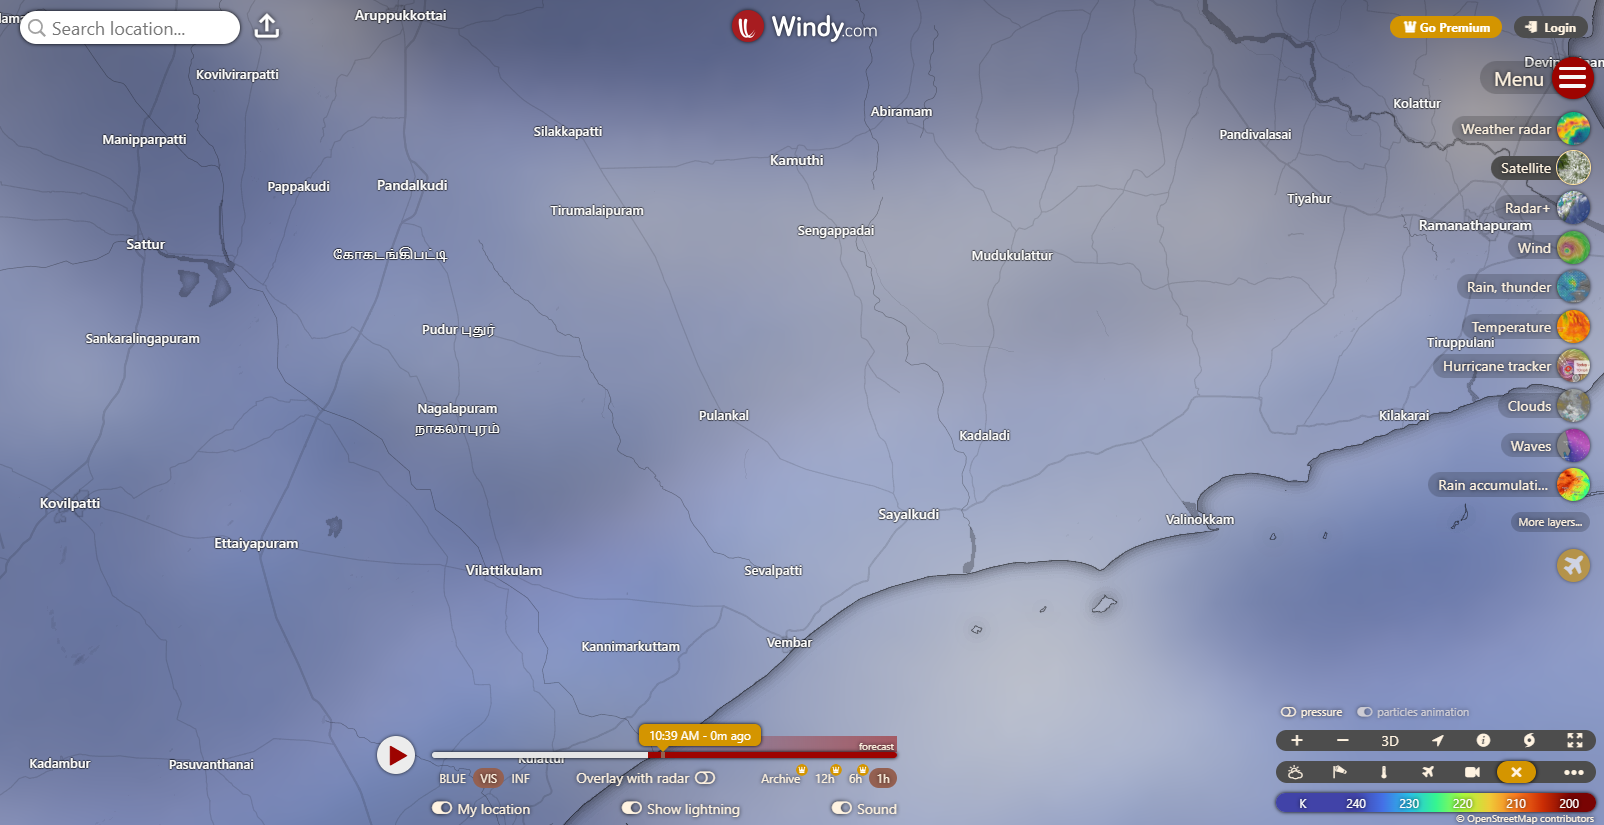 Aruppukkottai
Search location...
Windy.com
Go Premium
Login
Kovilvirarpatti
Menu
Kolattur
Abiramam
Weather radar
Silakkapatti
Pandivalasai
Manipparpatti
Kamuthi
Satellite
Pappakudi
Pandalkudi
Tiyahur
Radar+
Tirumalaipuram
Ramanathapuram
Sengappadai
Sattur
Wind
கோகடங்கிபட்டி
Mudukulattur
Rain, thunder
Pudur புதுர்
Temperature
Sankaralingapuram
Tiruppulani
Hurricane tracker
Nagalapuram
நாகலாபுரம்
Clouds
Pulankal
Kilakarai
Kadaladi
Waves
Rain accumulati...
Kovilpatti
Sayalkudi
Valinokkam
More layers...
Ettaiyapuram
Vilattikulam
Sevalpatti
Kannimarkuttam
Vembar
pressure
particles animation
10:39 AM - 0m ago
forecast
3D
Kadambur
Pasuvanthanai
Kulattur
BLUE VIS INF
Overlay with radar
Archive 12h 6h 1h
My location
Show lightning
Sound
K 240 230 220 210 200
© OpenStreetMap contributors